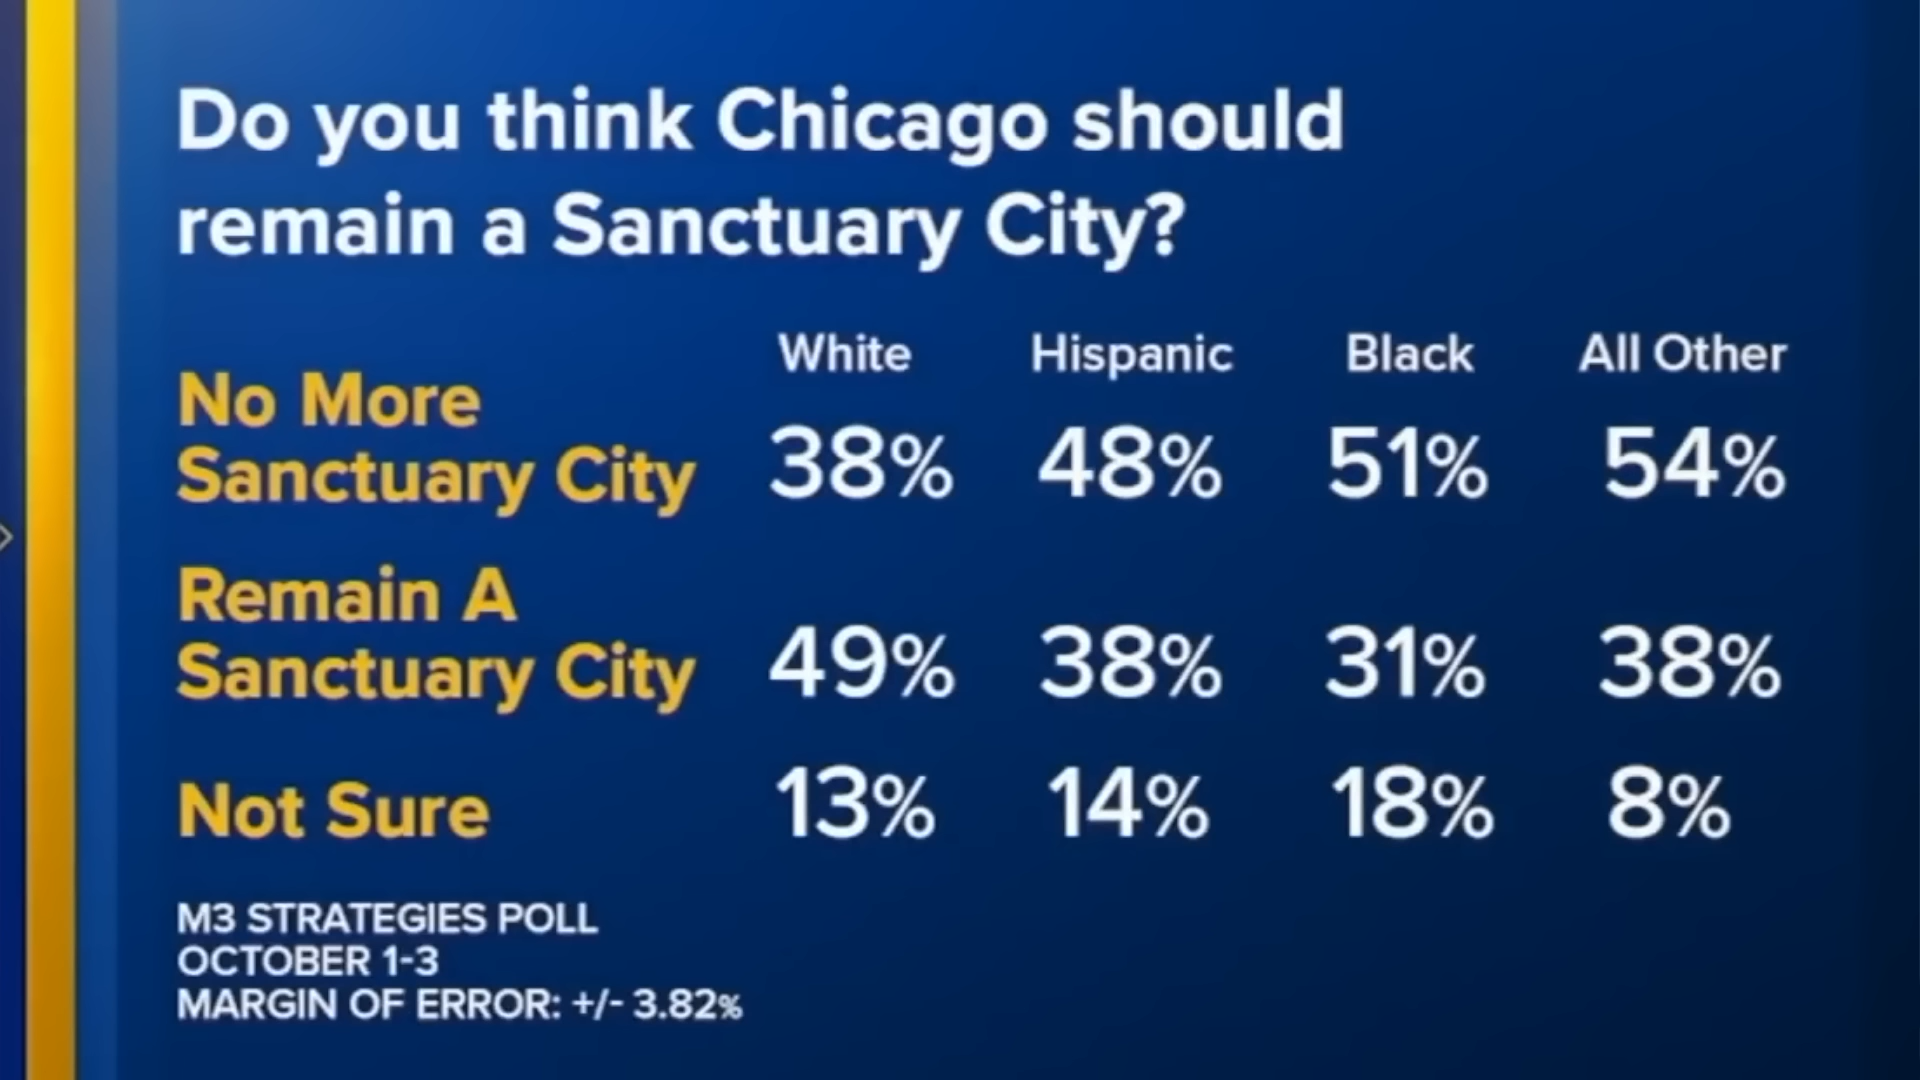 Do you think Chicago should
remain a Sanctuary City?
White Hispanic Black All Other
No More
Sanctuary City 38% 48% 51% 54%
Remain A
Sanctuary City 49% 38% 31% 38%
Not Sure 13% 14% 18% 8%
M3 STRATEGIES POLL
OCTOBER 1-3
MARGIN OF ERROR: +/- 3.82%